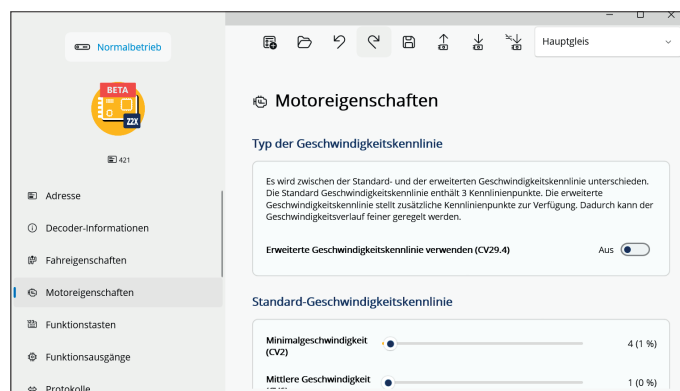 Normalbetrieb
Hauptgleis
BETA
Z2X
421
Adresse
Decoder-Informationen
Fahreigenschaften
Motoreigenschaften
Funktionstasten
Funktionsausgänge
Protokolle
Motoreigenschaften
Typ der Geschwindigkeitskennlinie
Es wird zwischen der Standard- und der erweiterten Geschwindigkeitskennlinie unterschieden.
Die Standard Geschwindigkeitskennlinie enthält 3 Kennlinienpunkte. Die erweiterte
Geschwindigkeitskennlinie stellt zusätzliche Kennlinienpunkte zur Verfügung. Dadurch kann der
Geschwindigkeitsverlauf feiner geregelt werden.
Erweiterte Geschwindigkeitskennlinie verwenden (CV29.4) Aus
Standard-Geschwindigkeitskennlinie
Minimalgeschwindigkeit
(CV2) 4 (1 %)
Mittlere Geschwindigkeit
1 (0 %)